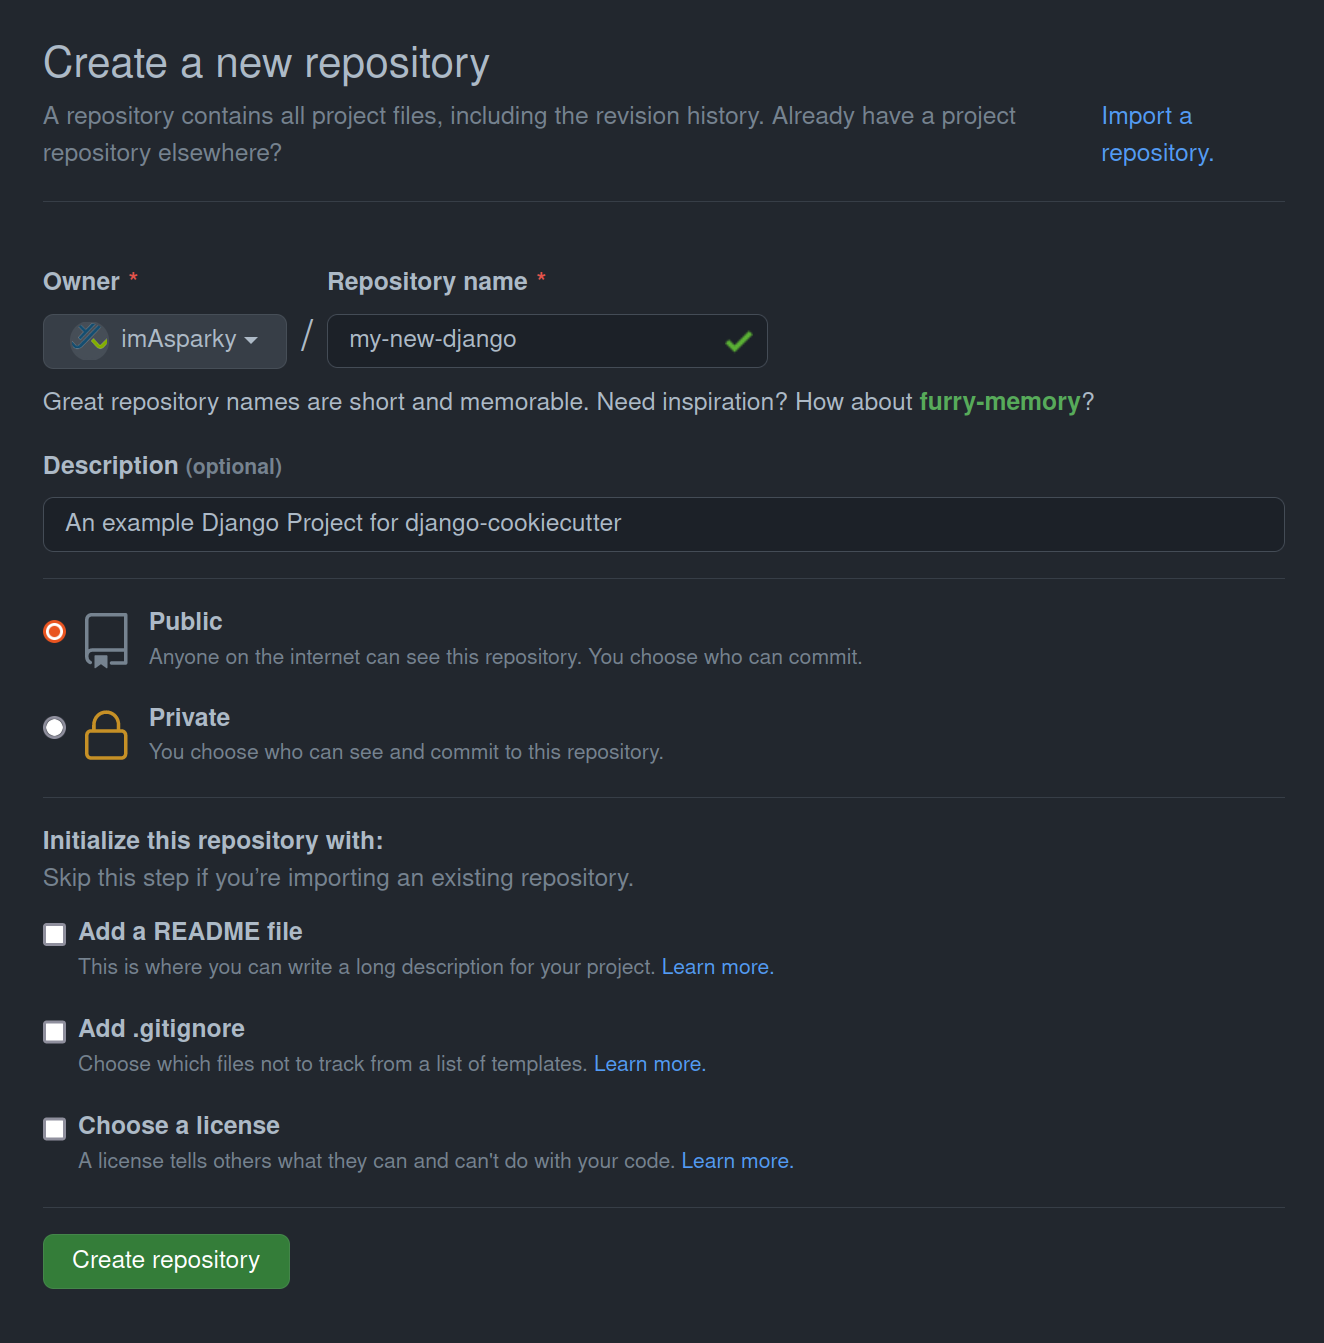 Create a new repository
A repository contains all project files, including the revision history. Already have a project
repository elsewhere?
Import a
repository.
Owner *
Repository name *
imAsparky
/
my-new-django
Great repository names are short and memorable. Need inspiration? How about furry-memory?
Description (optional)
An example Django Project for django-cookiecutter
Public
Anyone on the internet can see this repository. You choose who can commit.
Private
You choose who can see and commit to this repository.
Initialize this repository with:
Skip this step if you’re importing an existing repository.
Add a README file
This is where you can write a long description for your project. Learn more.
Add .gitignore
Choose which files not to track from a list of templates. Learn more.
Choose a license
A license tells others what they can and can't do with your code. Learn more.
Create repository